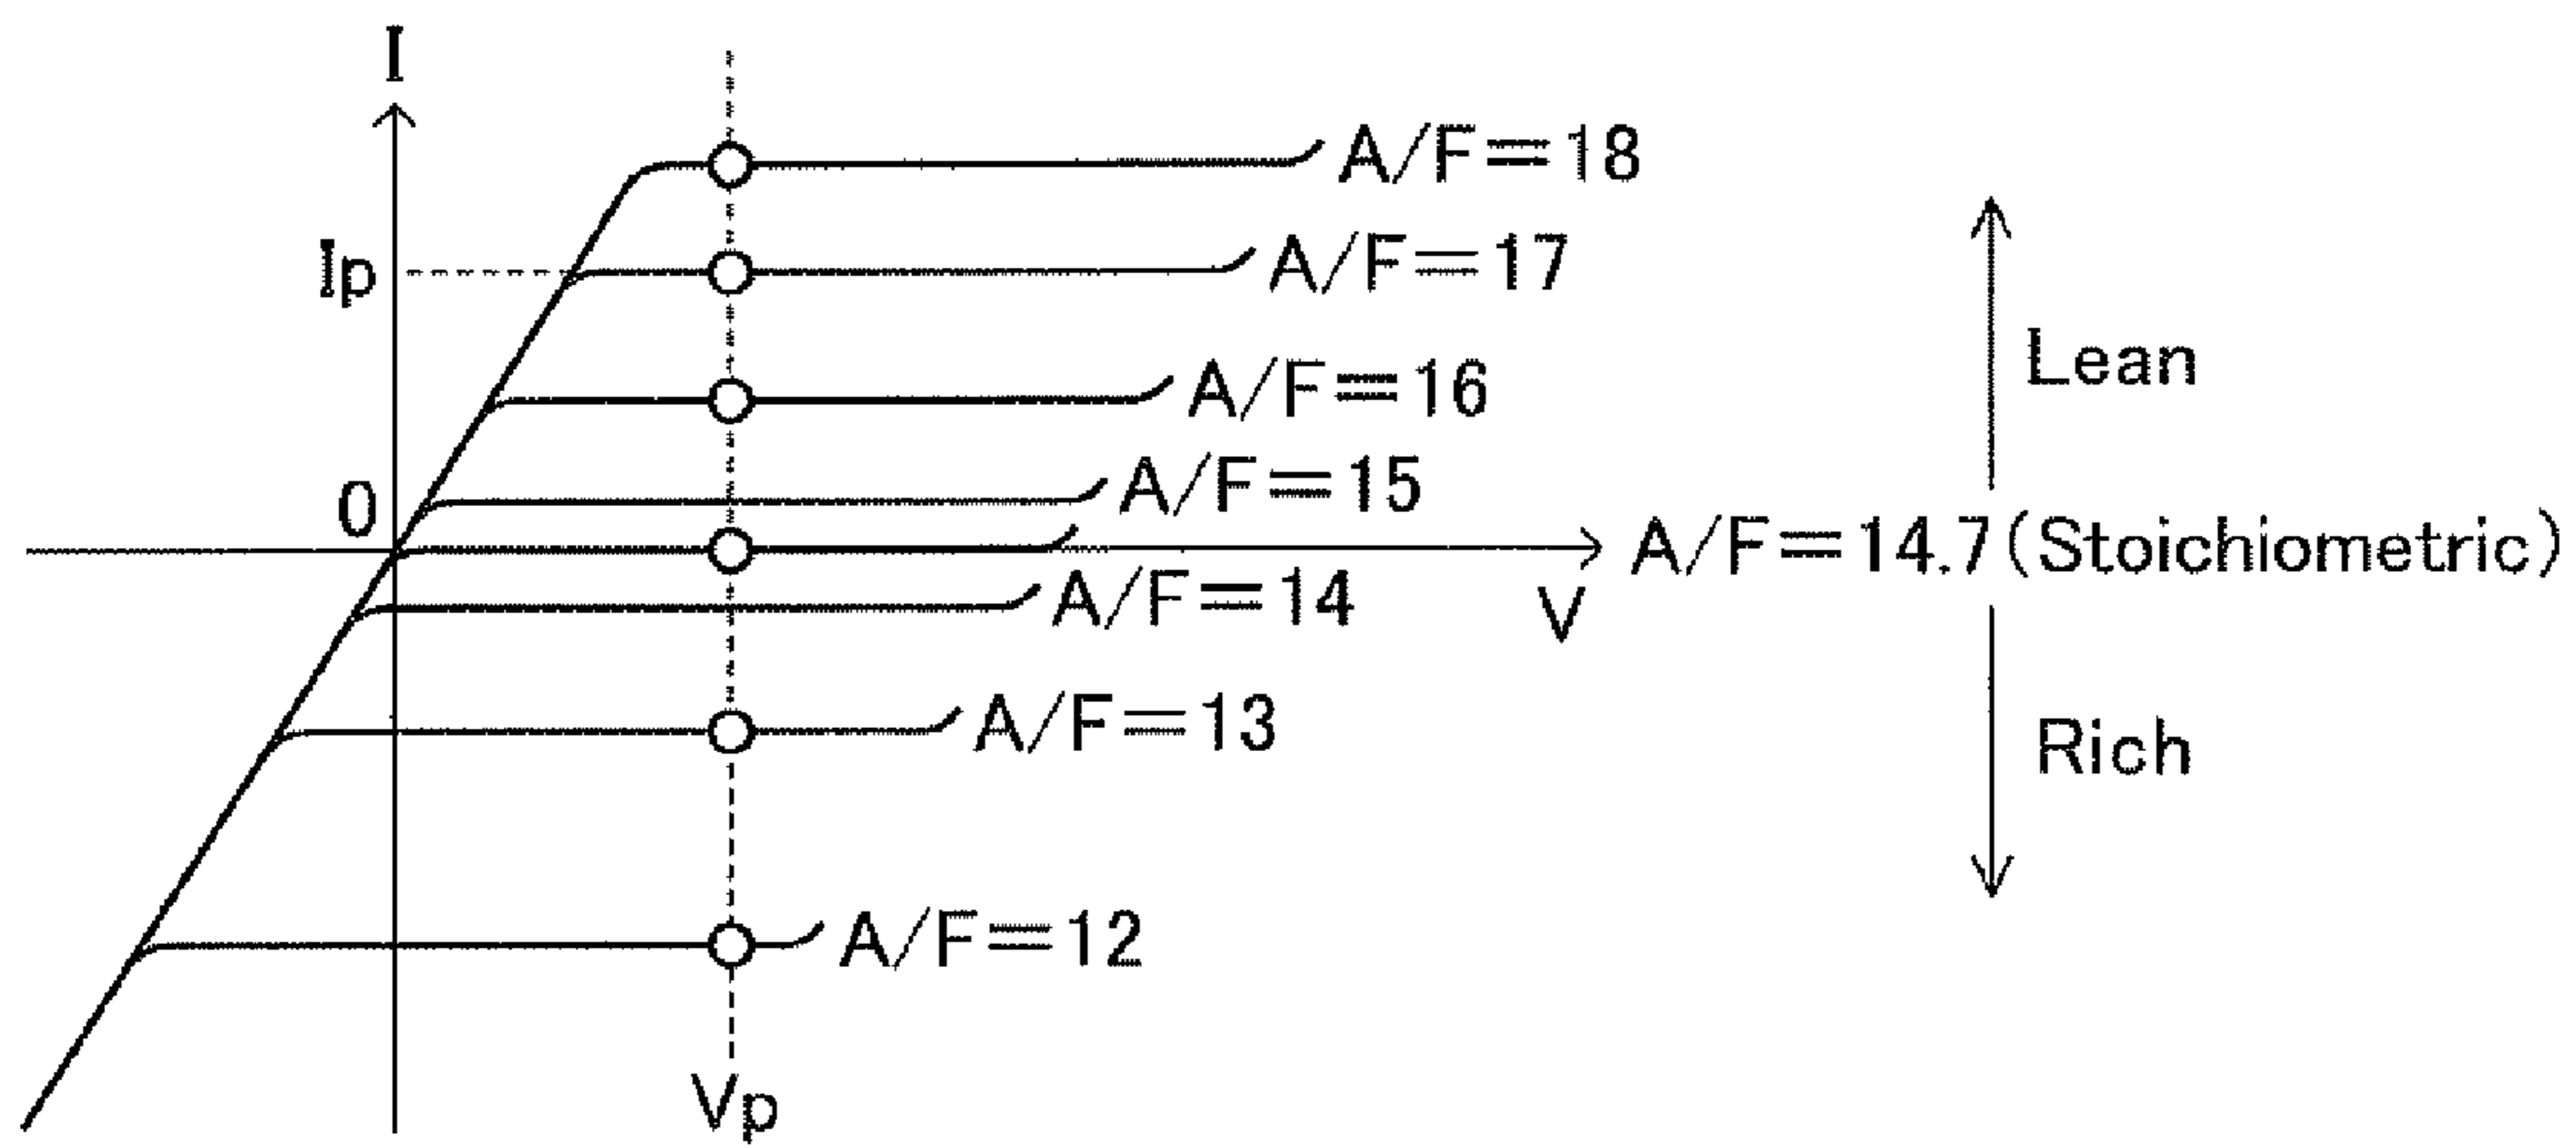 I
A/F=18
Ip
A/F=17
Lean
A/F=16
0
A/F=15
A/F=14.7(Stoichiometric)
V
A/F=14
Rich
A/F=13
A/F=12
Vp